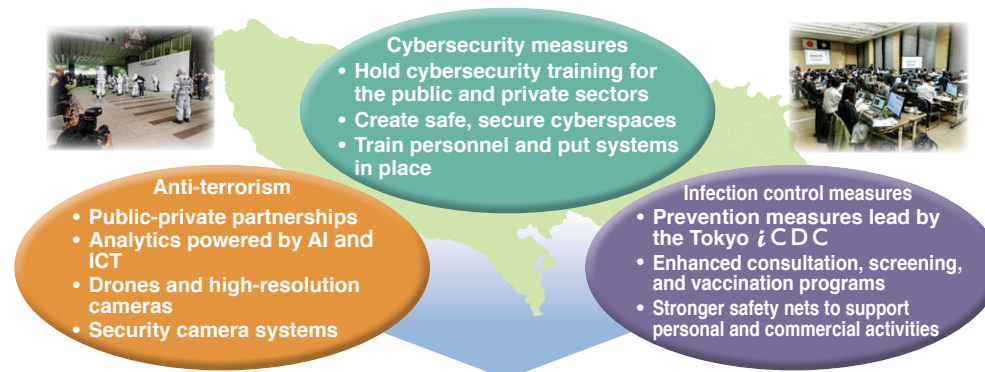 Cybersecurity measures
• Hold cybersecurity training for
the public and private sectors
• Create safe, secure cyberspaces
• Train personnel and put systems
in place
Anti-terrorism
• Public-private partnerships
• Analytics powered by AI and
ICT
• Drones and high-resolution
cameras
• Security camera systems
Infection control measures
• Prevention measures lead by
the Tokyo iCDC
• Enhanced consultation, screening,
and vaccination programs
• Stronger safety nets to support
personal and commercial activities